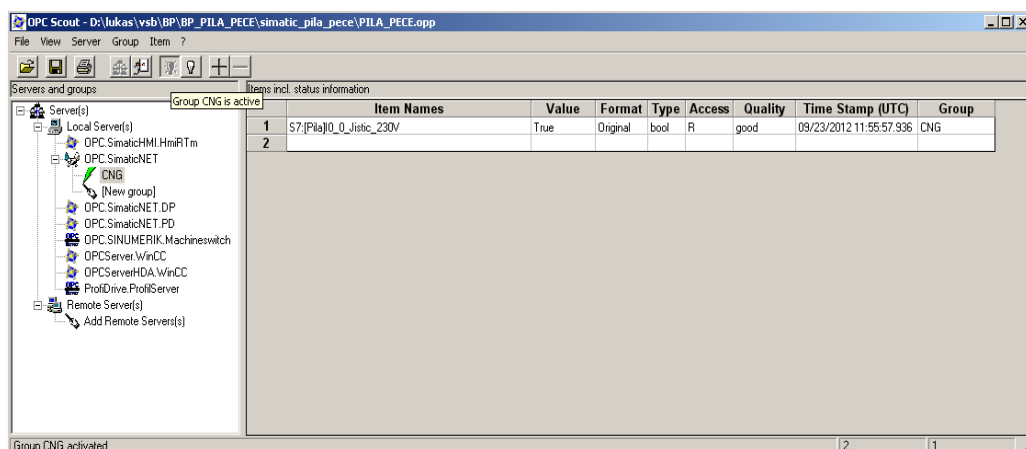 OPC Scout - D:\lukas\vsb\BP\BP_PILA_PECE\simatic_pila_pece\PILA_PECE.opp
File View Server Group Item ?
Servers and groups
Items incl. status information
Group CNG is active
Server(s)
Local Server(s)
OPC.SimaticHMI.HmiRTm
OPC.SimaticNET
CNG
[New group]
OPC.SimaticNET.DP
OPC.SimaticNET.PD
OPC.SINUMERIK.Machineswitch
OPCServer.WinCC
OPCServerHDA.WinCC
ProfiDrive.ProfilServer
Remote Server(s)
Add Remote Servers(s)
Item Names Value Format Type Access Quality Time Stamp (UTC) Group
1 S7:[Pila]I0_0_Jistic_230V True Original bool R good 09/23/2012 11:55:57.936 CNG
2
Group CNG activated 2 1